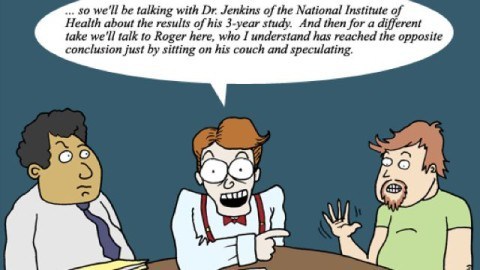 ... so we'll be talking with Dr. Jenkins of the National Institute of
Health about the results of his 3-year study.  And then for a different
take we'll talk to Roger here, who I understand has reached the opposite
conclusion just by sitting on his couch and speculating.